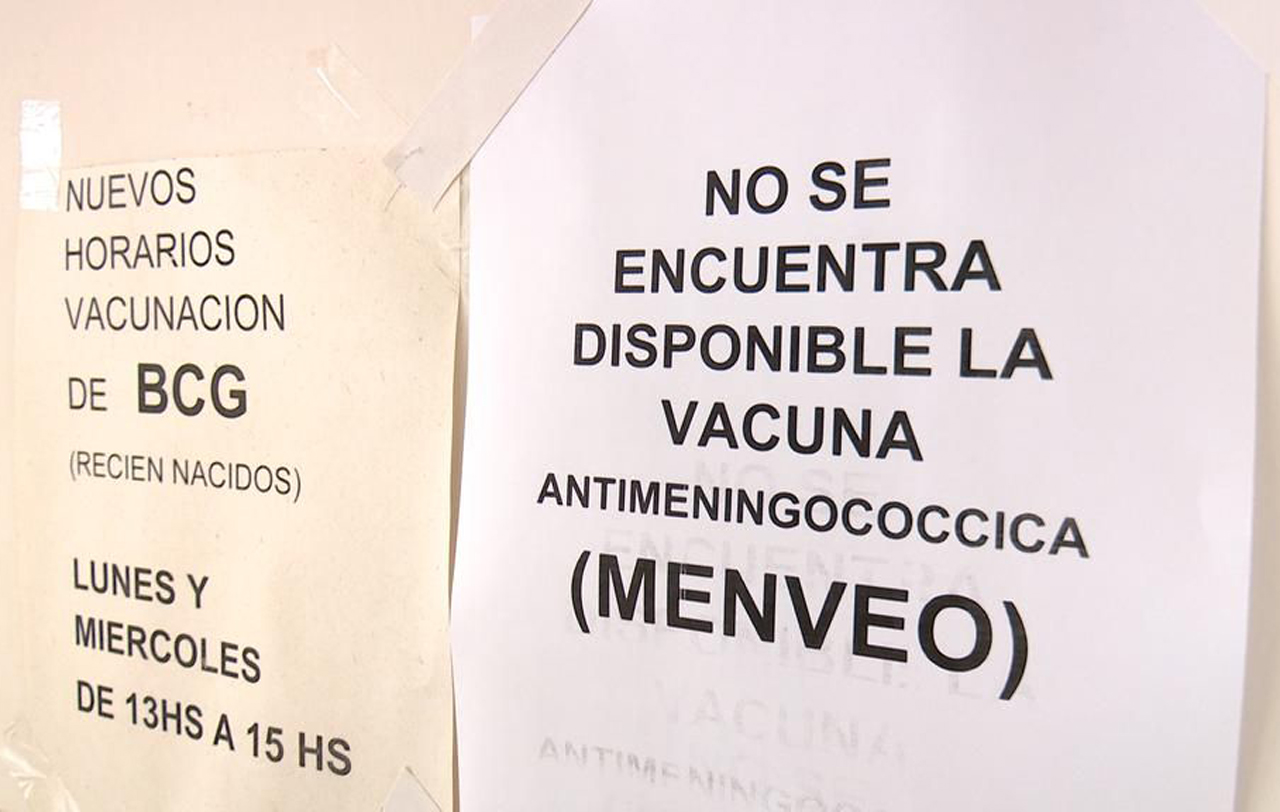 NUEVOS
HORARIOS
VACUNACION
DE BCG
(RECIEN NACIDOS)
LUNES Y
MIERCOLES
DE 13HS A 15 HS
NO SE
ENCUENTRA
DISPONIBLE LA
VACUNA
ANTIMENINGOCOCCICA
(MENVEO)